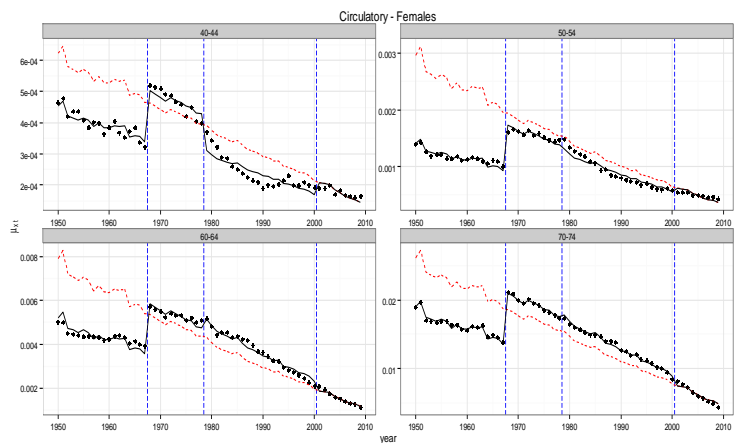 Circulatory - Females
40-44
50-54
6e-04
5e-04
4e-04
3e-04
2e-04
0.003
0.002
0.001
1950 1960 1970 1980 1990 2000 2010
1950 1960 1970 1980 1990 2000 2010
μ x t
60-64
70-74
0.008
0.006
0.004
0.002
0.02
0.01
1950 1960 1970 1980 1990 2000 2010
1950 1960 1970 1980 1990 2000 2010
year